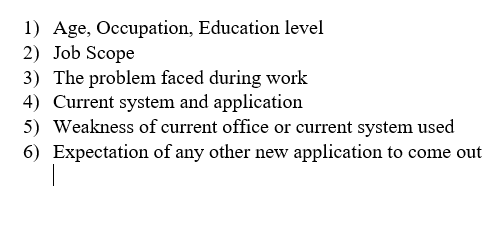 1) Age, Occupation, Education level
2) Job Scope
3) The problem faced during work
4) Current system and application
5) Weakness of current office or current system used
6) Expectation of any other new application to come out